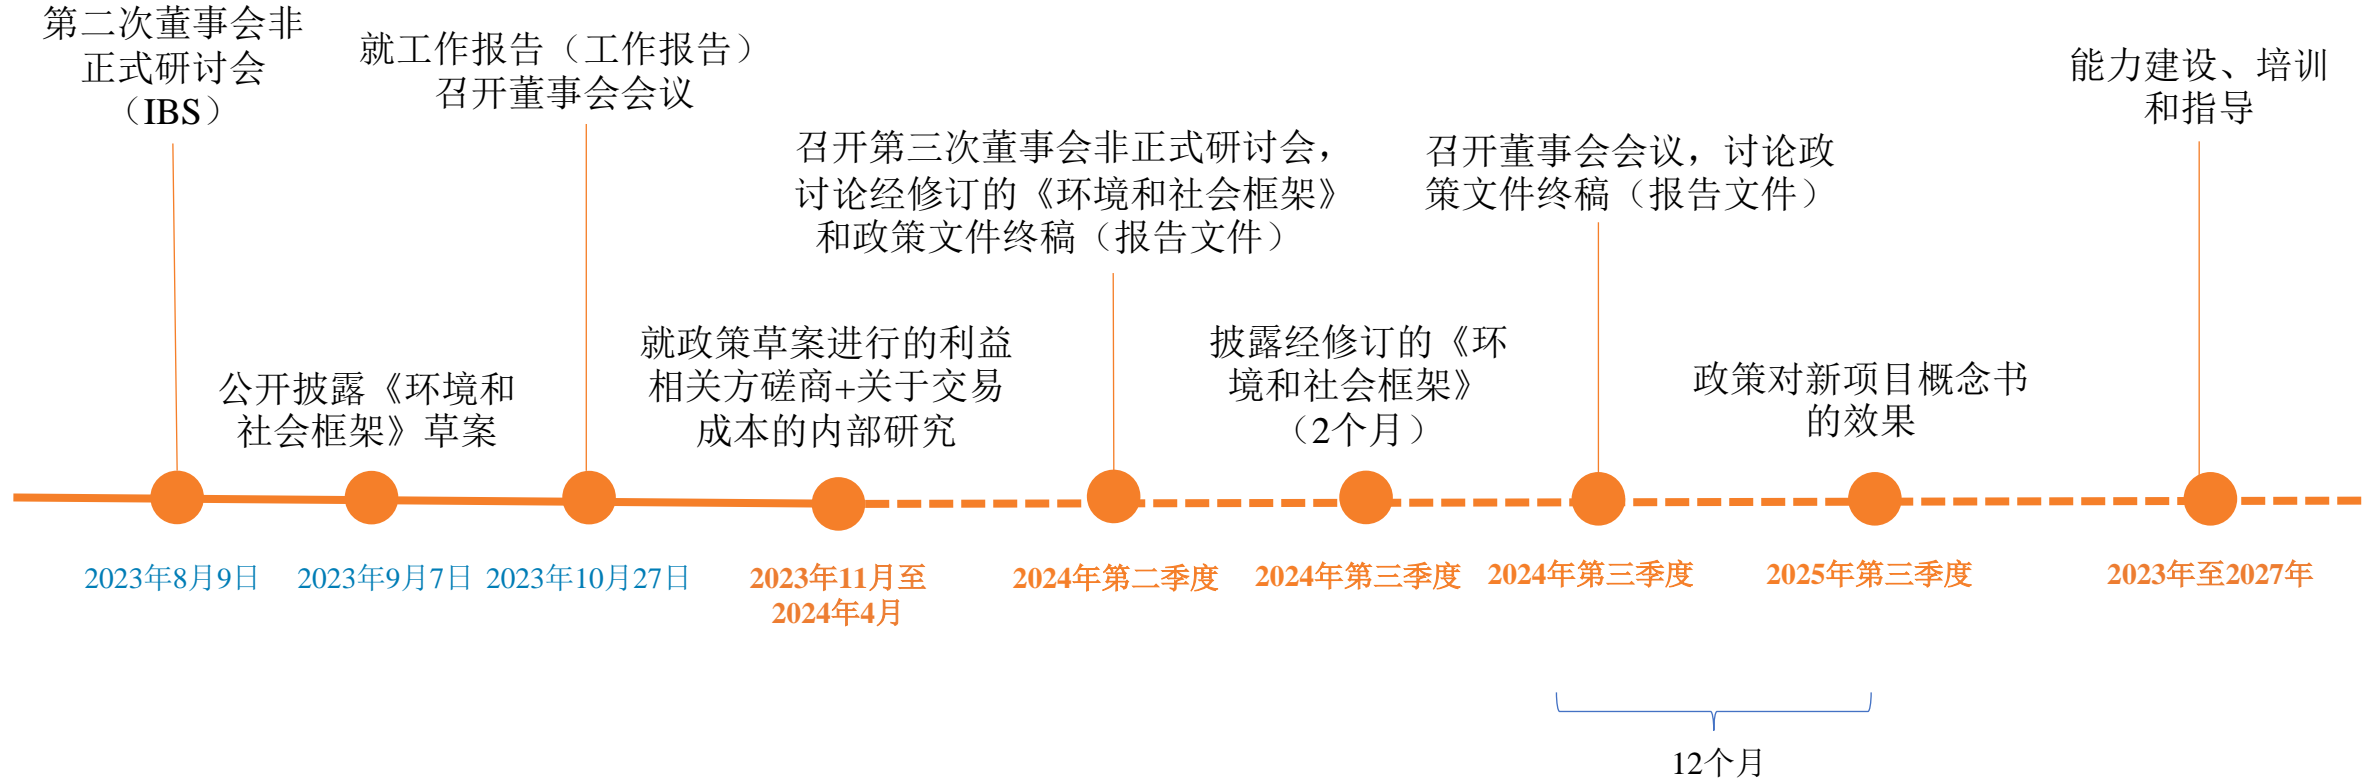 第二次董事会非
正式研讨会
（IBS）
公开披露《环境和
社会框架》草案
就工作报告（工作报告）
召开董事会会议
就政策草案进行的利益
相关方磋商+关于交易
成本的内部研究
召开第三次董事会非正式研讨会，
讨论经修订的《环境和社会框架》
和政策文件终稿（报告文件）
披露经修订的《环
境和社会框架》
（2个月）
召开董事会会议，讨论政
策文件终稿（报告文件）
政策对新项目概念书
的效果
能力建设、培训
和指导
2023年8月9日
2023年9月7日
2023年10月27日
2023年11月至
2024年4月
2024年第二季度
2024年第三季度
2024年第三季度
2025年第三季度
2023年至2027年
12个月